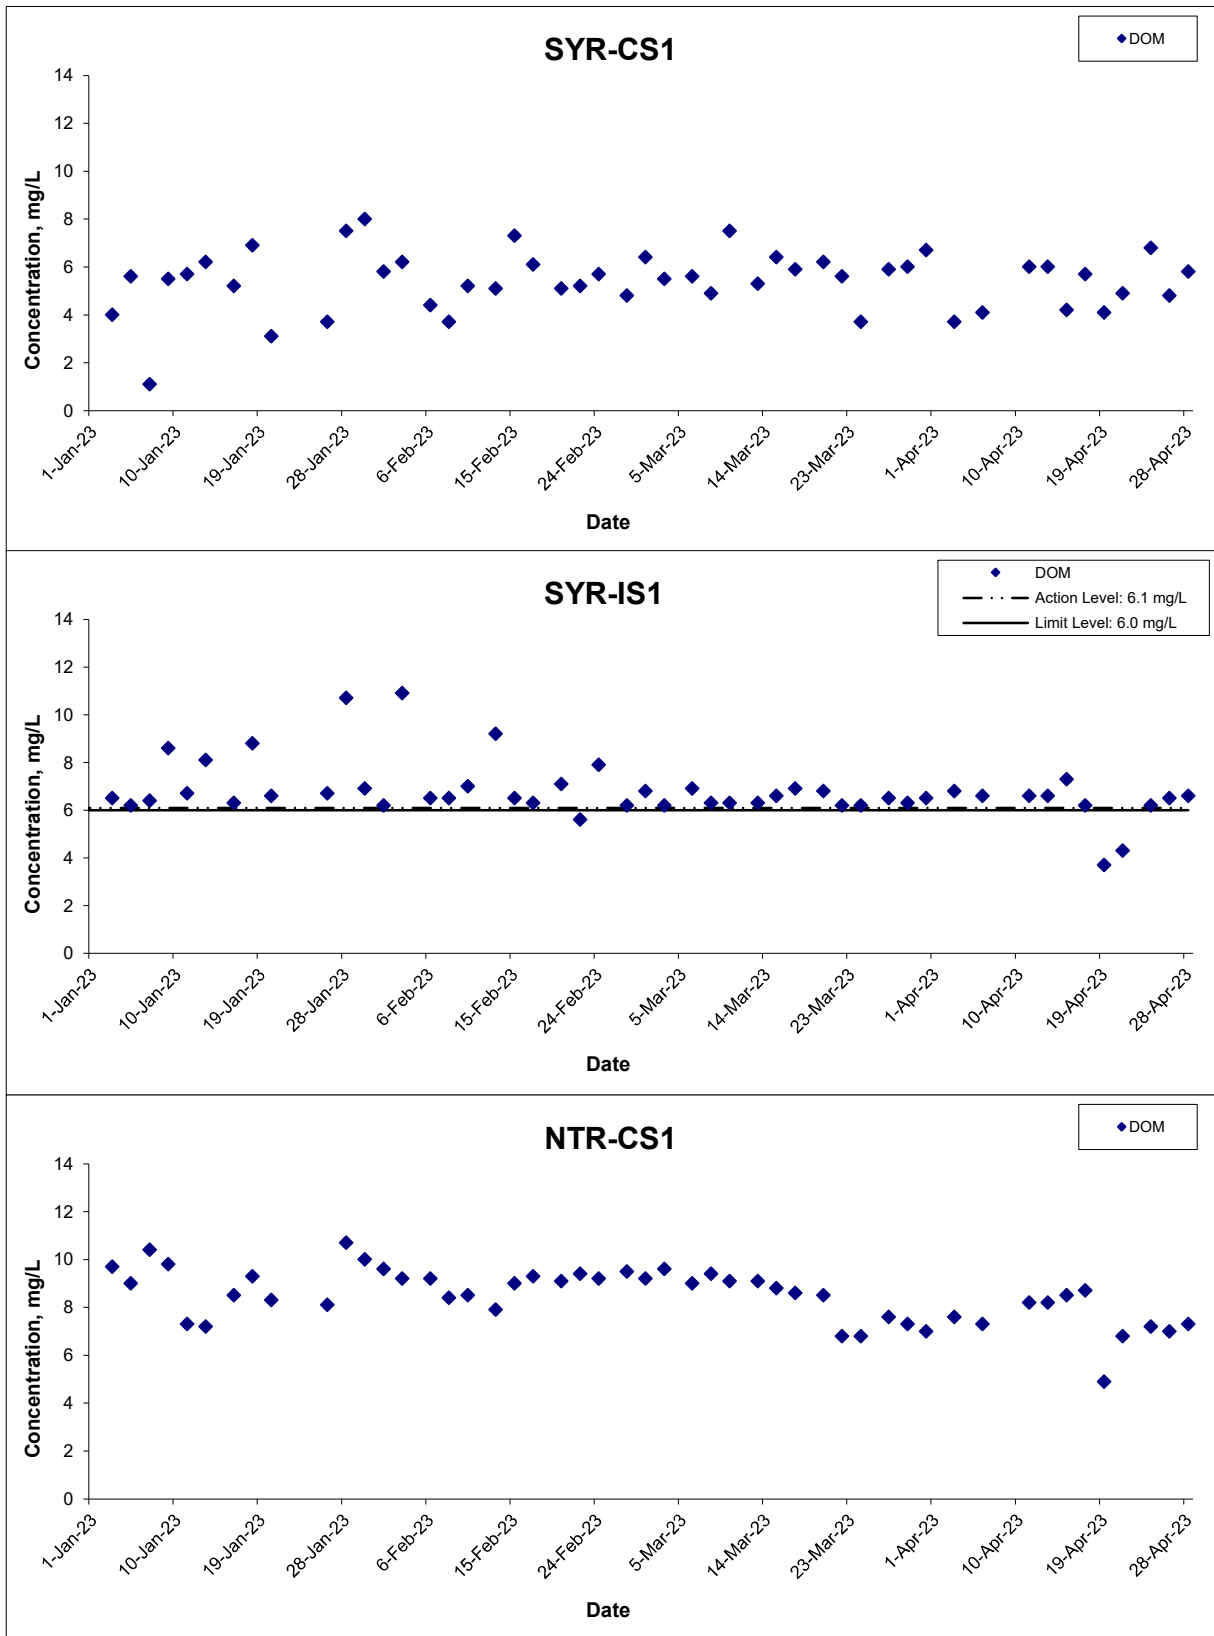 SYR-CS1
DOM
Concentration, mg/L
14
12
10
8
6
4
2
0
1-Jan-23
10-Jan-23
19-Jan-23
28-Jan-23
6-Feb-23
15-Feb-23
24-Feb-23
5-Mar-23
14-Mar-23
23-Mar-23
1-Apr-23
10-Apr-23
19-Apr-23
28-Apr-23
Date
SYR-IS1
DOM
Action Level: 6.1 mg/L
Limit Level: 6.0 mg/L
Concentration, mg/L
14
12
10
8
6
4
2
0
1-Jan-23
10-Jan-23
19-Jan-23
28-Jan-23
6-Feb-23
15-Feb-23
24-Feb-23
5-Mar-23
14-Mar-23
23-Mar-23
1-Apr-23
10-Apr-23
19-Apr-23
28-Apr-23
Date
NTR-CS1
DOM
Concentration, mg/L
14
12
10
8
6
4
2
0
1-Jan-23
10-Jan-23
19-Jan-23
28-Jan-23
6-Feb-23
15-Feb-23
24-Feb-23
5-Mar-23
14-Mar-23
23-Mar-23
1-Apr-23
10-Apr-23
19-Apr-23
28-Apr-23
Date